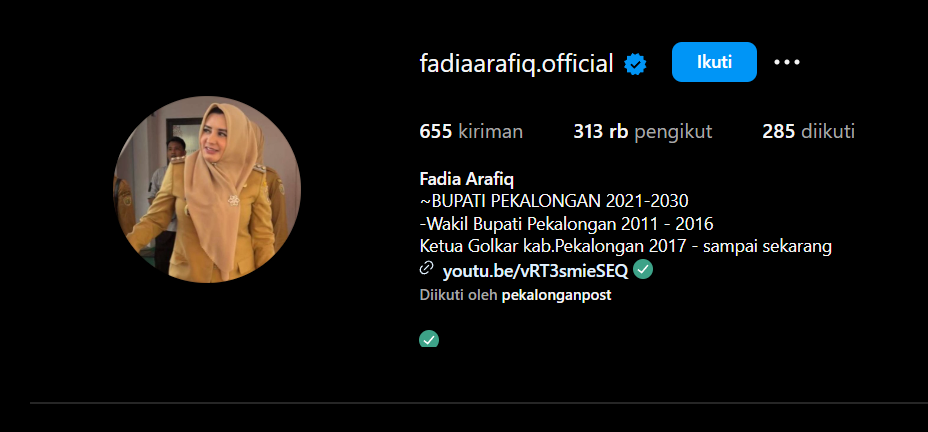 fadiaarafiq.official
Ikuti
655 kiriman 313 rb pengikut 285 diikuti
Fadia Arafiq
~BUPATI PEKALONGAN 2021-2030
-Wakil Bupati Pekalongan 2011 - 2016
Ketua Golkar kab.Pekalongan 2017 - sampai sekarang
youtu.be/vRT3smieSEQ
Diikuti oleh pekalonganpost